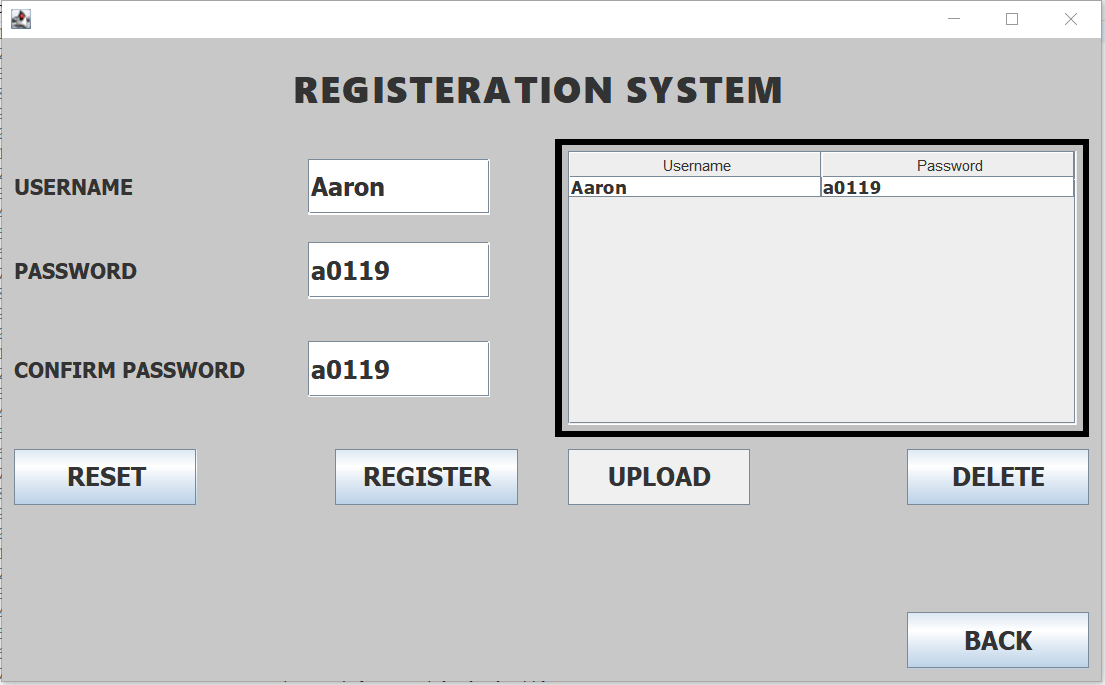 REGISTERATION SYSTEM
USERNAME
Aaron
PASSWORD
a0119
CONFIRM PASSWORD
a0119
Username Password
Aaron a0119
RESET
REGISTER
UPLOAD
DELETE
BACK